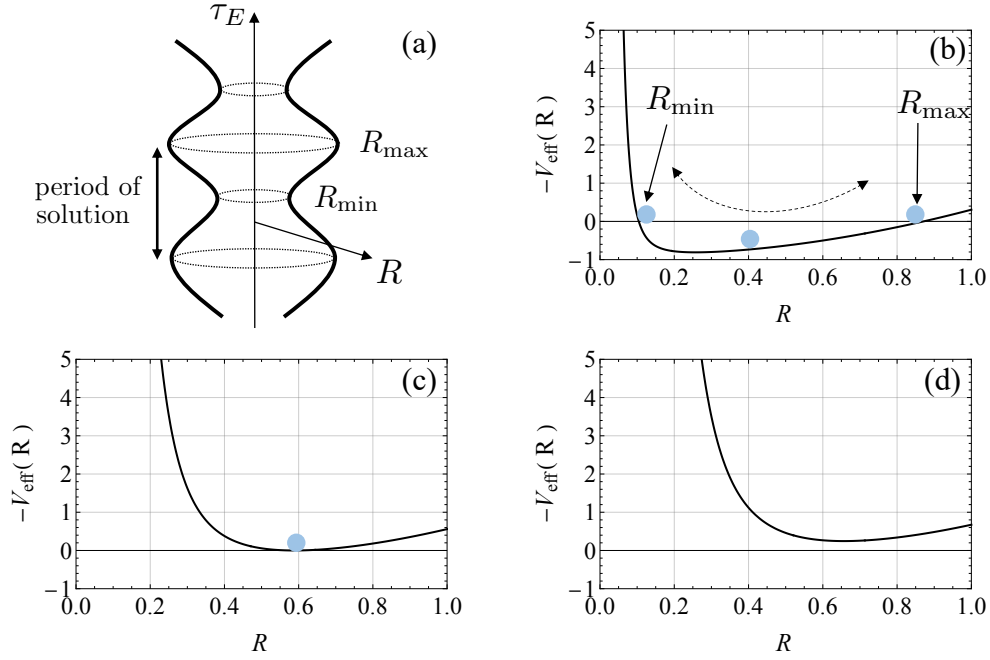 τ_E
(a)
R_max
period of
solution
R_min
R
(b)
5
4
3
2
1
0
−1
−V_eff( R )
R_min
R_max
0.0 0.2 0.4 0.6 0.8 1.0
R
(c)
5
4
3
2
1
0
−1
−V_eff( R )
0.0 0.2 0.4 0.6 0.8 1.0
R
(d)
5
4
3
2
1
0
−1
−V_eff( R )
0.0 0.2 0.4 0.6 0.8 1.0
R